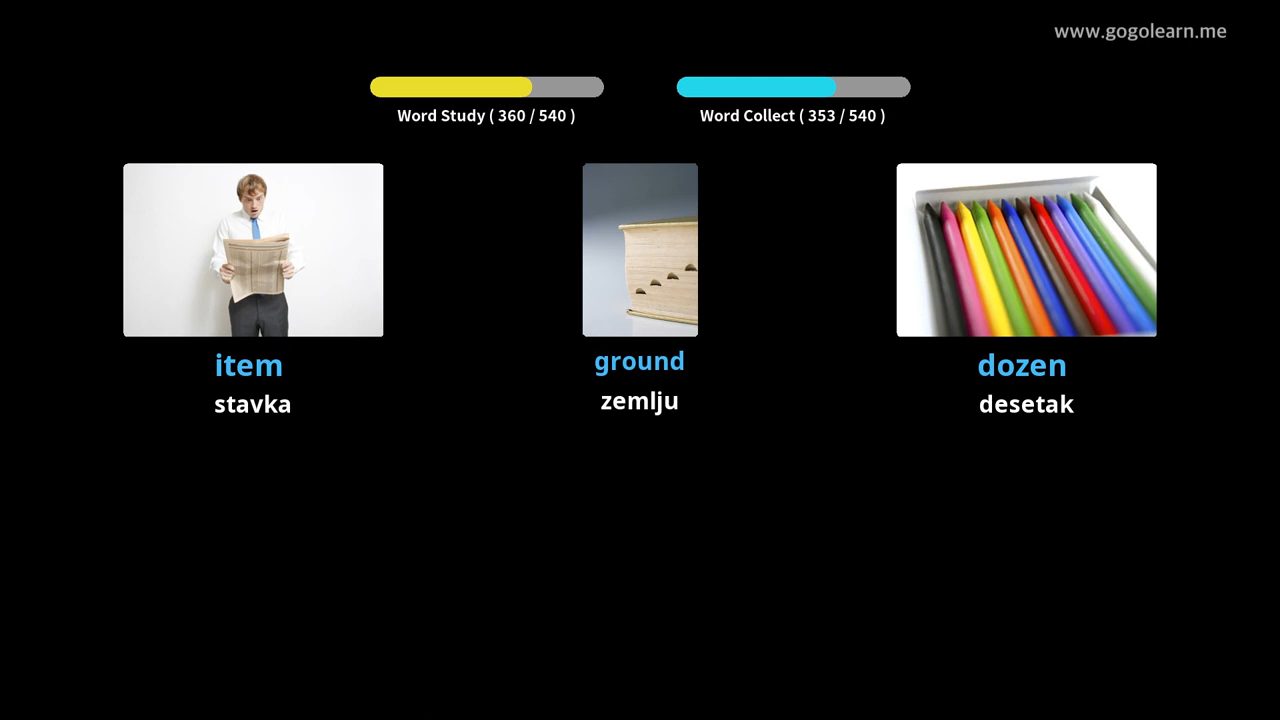 www.gogolearn.me
Word Study ( 360 / 540 )
Word Collect ( 353 / 540 )
item
stavka
ground
zemlju
dozen
desetak